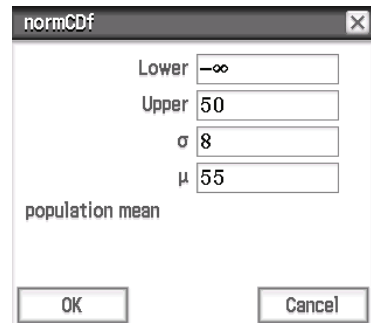 normCDf
Lower -∞
Upper 50
σ 8
μ 55
population mean
OK Cancel